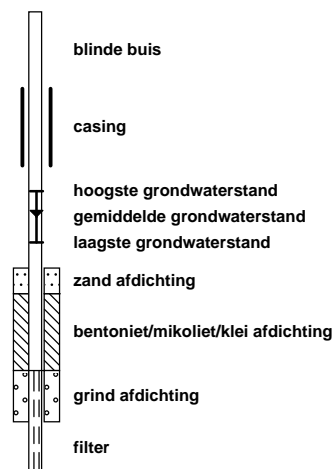 blinde buis
casing
hoogste grondwaterstand
gemiddelde grondwaterstand
laagste grondwaterstand
zand afdichting
bentoniet/mikoliet/klei afdichting
grind afdichting
filter